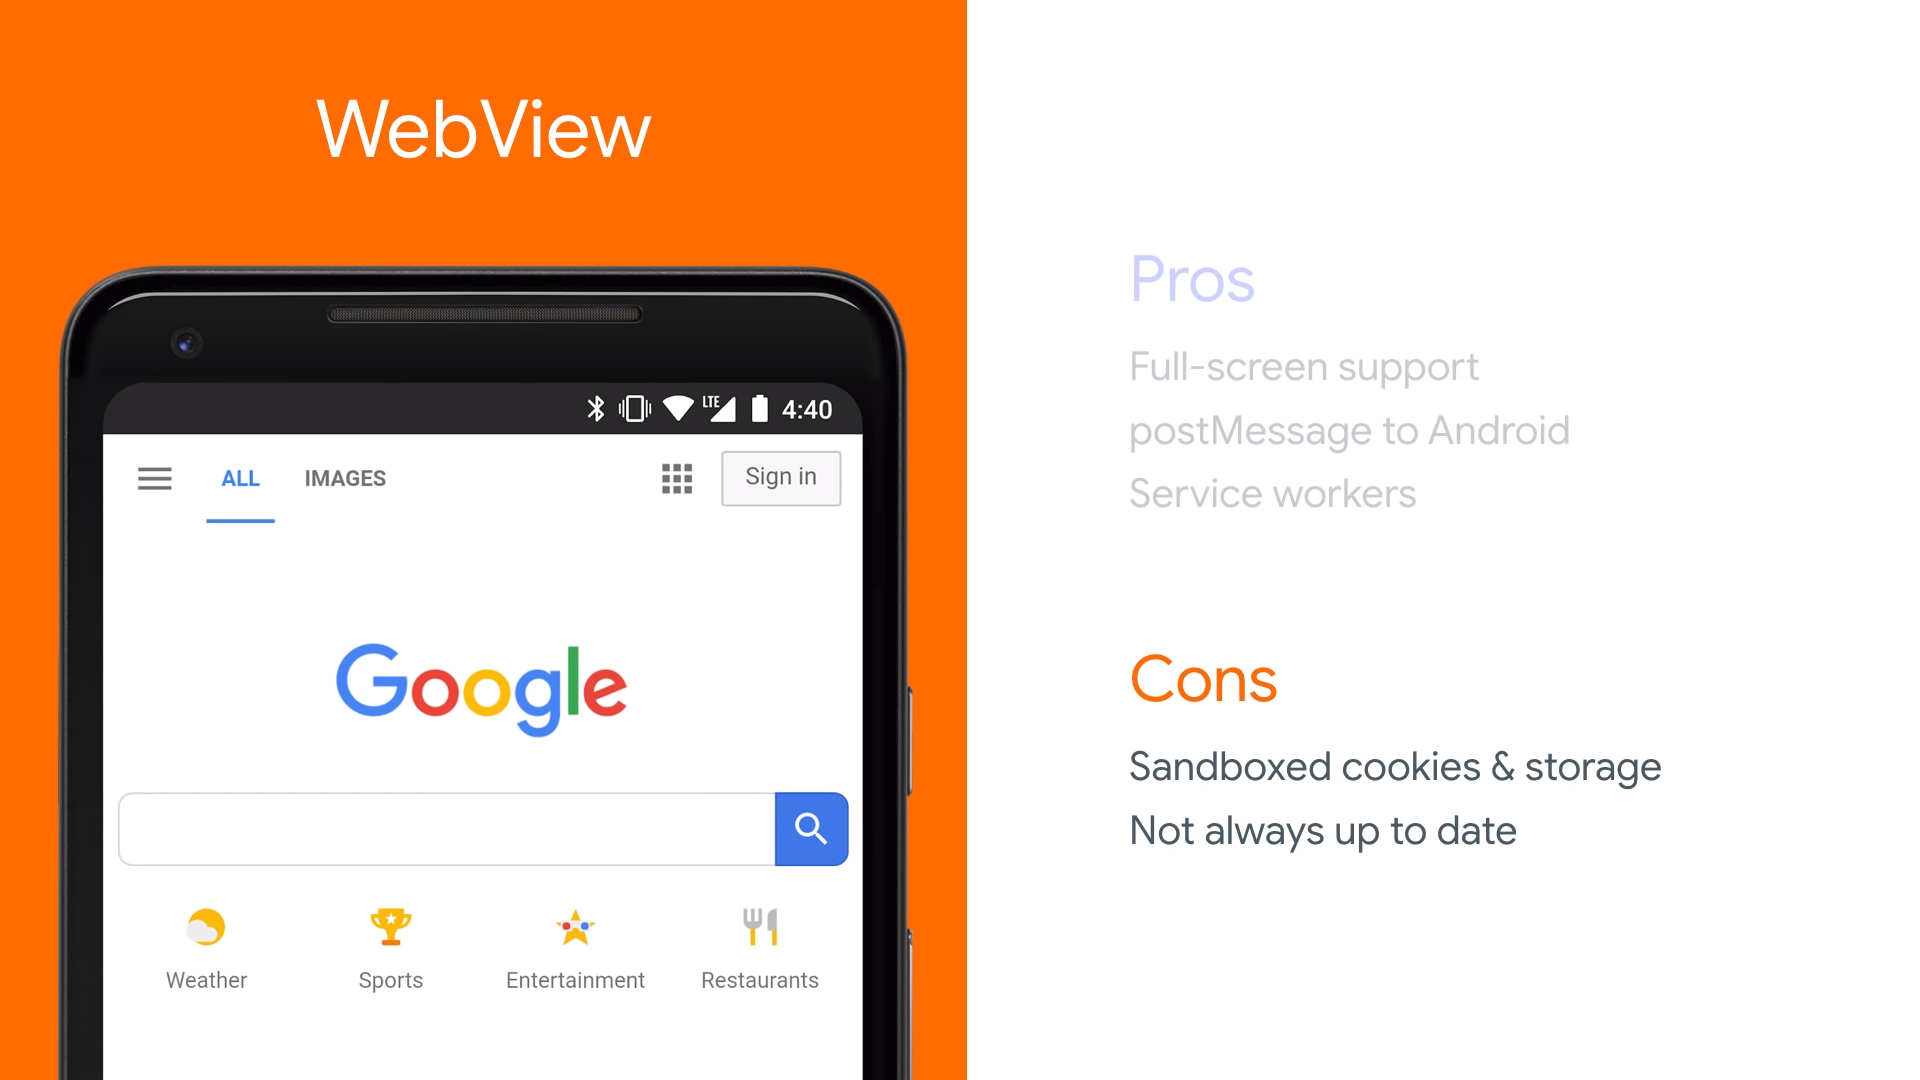 WebView
LTE 4:40
ALL IMAGES Sign in
Google
Weather Sports Entertainment Restaurants
Pros
Full-screen support
postMessage to Android
Service workers
Cons
Sandboxed cookies & storage
Not always up to date